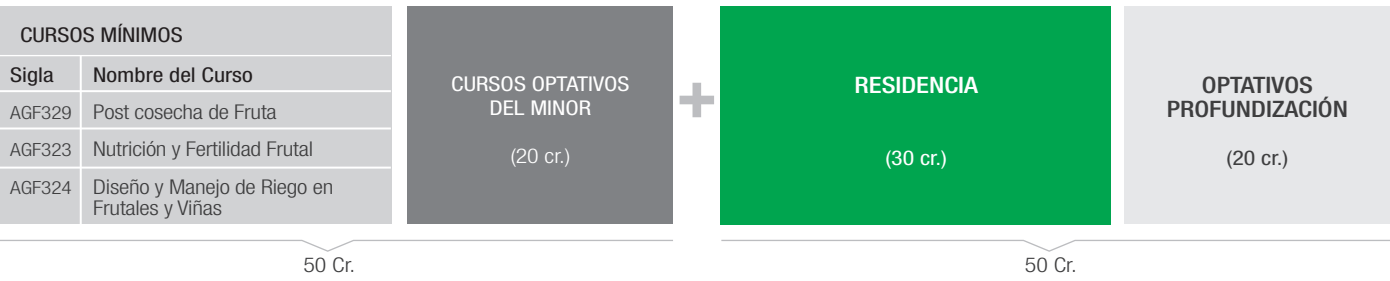 CURSOS MÍNIMOS
Sigla Nombre del Curso
AGF329 Post cosecha de Fruta
AGF323 Nutrición y Fertilidad Frutal
AGF324 Diseño y Manejo de Riego en
Frutales y Viñas
CURSOS OPTATIVOS
DEL MINOR
(20 cr.)
+
RESIDENCIA
(30 cr.)
OPTATIVOS
PROFUNDIZACIÓN
(20 cr.)
50 Cr.
50 Cr.